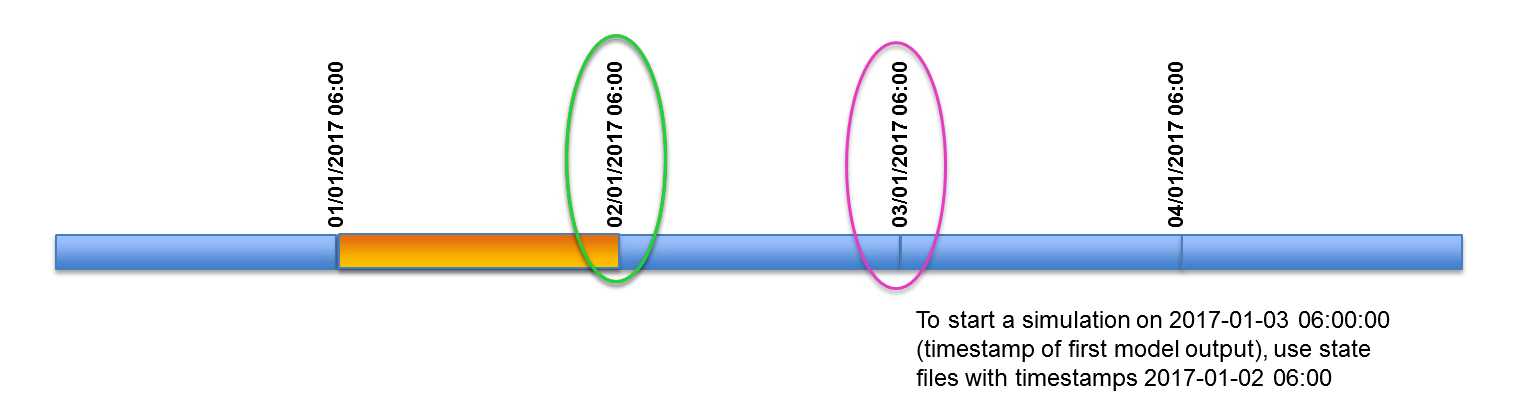 01/01/2017 06:00
02/01/2017 06:00
03/01/2017 06:00
04/01/2017 06:00
To start a simulation on 2017-01-03 06:00:00
(timestamp of first model output), use state
files with timestamps 2017-01-02 06:00